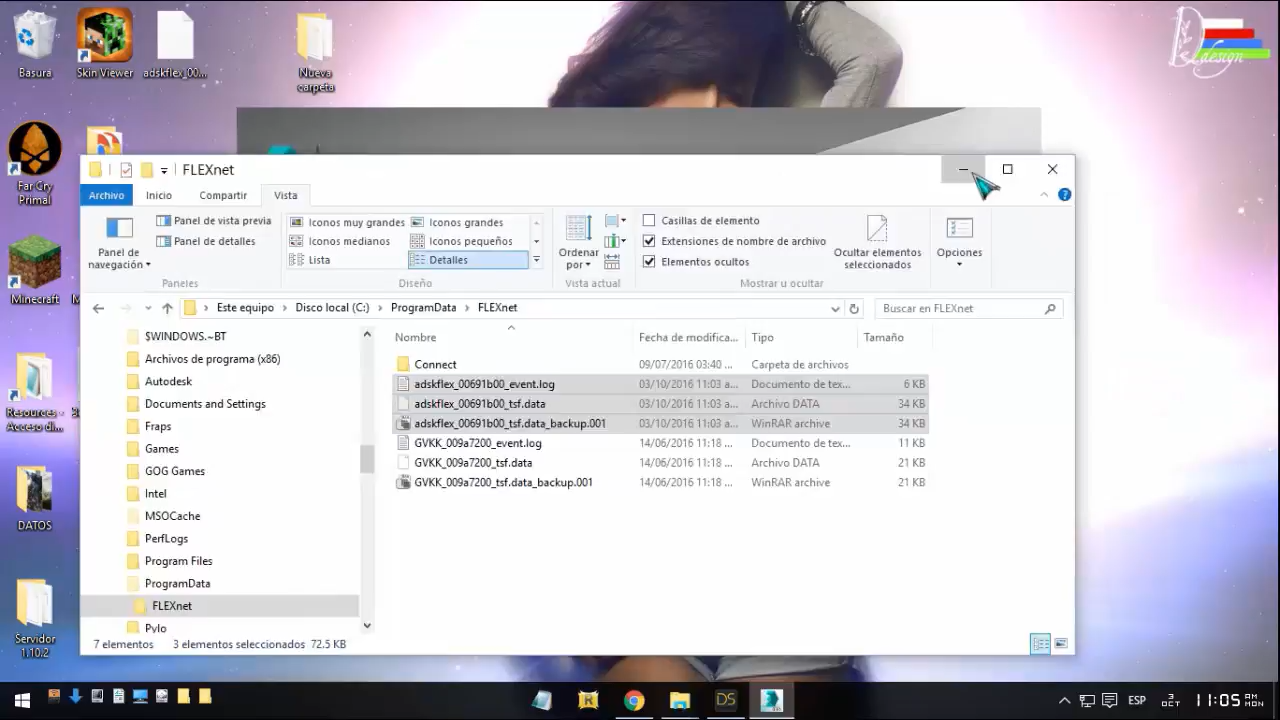 Basura
Skin Viewer
adskflex_00...
Nueva carpeta
design
Far Cry Primal
Minecraft
Resources - Acceso di...
DATOS
Servidor 1.10.2
FLEXnet
Archivo Inicio Compartir Vista
Panel de navegación
Panel de vista previa
Panel de detalles
Paneles
Iconos muy grandes Iconos grandes
Iconos medianos Iconos pequeños
Lista Detalles
Diseño
Ordenar por
Vista actual
Casillas de elemento
Extensiones de nombre de archivo
Elementos ocultos
Ocultar elementos seleccionados
Mostrar u ocultar
Opciones
Este equipo > Disco local (C:) > ProgramData > FLEXnet
Buscar en FLEXnet
$WINDOWS.~BT
Archivos de programa (x86)
Autodesk
Documents and Settings
Fraps
Games
GOG Games
Intel
MSOCache
PerfLogs
Program Files
ProgramData
FLEXnet
Pylo
Nombre Fecha de modifica... Tipo Tamaño
Connect 09/07/2016 03:40 ... Carpeta de archivos
adskflex_00691b00_event.log 03/10/2016 11:03 a... Documento de tex... 6 KB
adskflex_00691b00_tsf.data 03/10/2016 11:03 a... Archivo DATA 34 KB
adskflex_00691b00_tsf.data_backup.001 03/10/2016 11:03 a... WinRAR archive 34 KB
GVKK_009a7200_event.log 14/06/2016 11:18 ... Documento de tex... 11 KB
GVKK_009a7200_tsf.data 14/06/2016 11:18 ... Archivo DATA 21 KB
GVKK_009a7200_tsf.data_backup.001 14/06/2016 11:18 ... WinRAR archive 21 KB
7 elementos 3 elementos seleccionados 72.5 KB
DS
ESP
3 OCT
11:05 AM MON